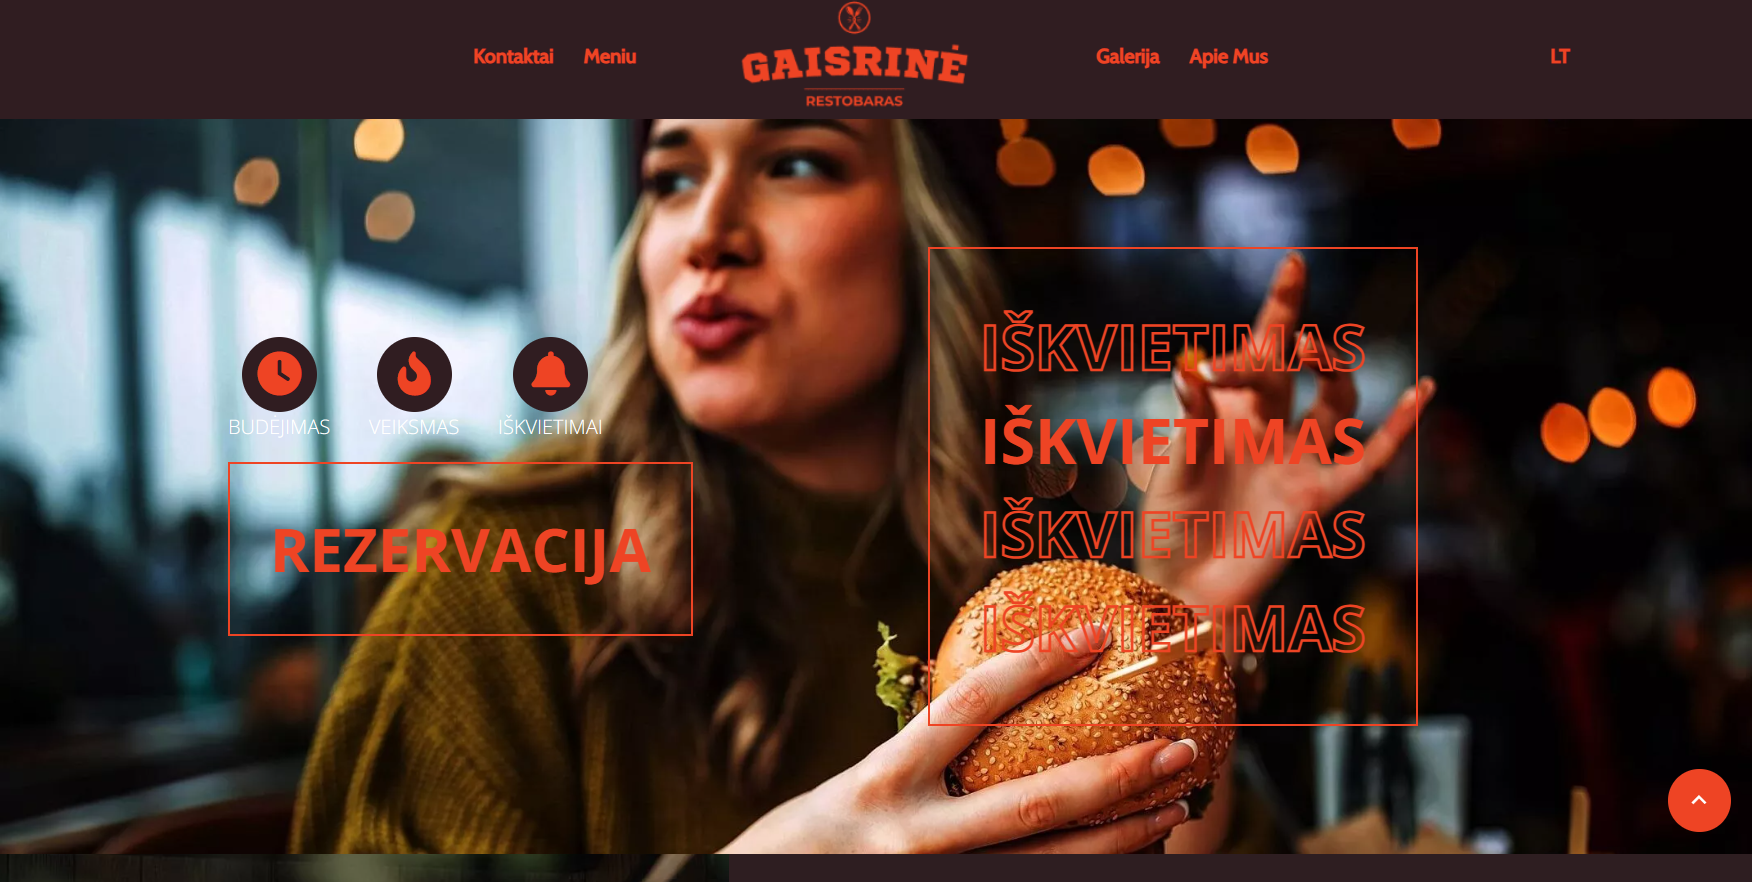 Kontaktai
Meniu
GAISRINĖ
RESTOBARAS
Galerija
Apie Mus
LT
BUDĖJIMAS
VEIKSMAS
IŠKVIETIMAI
REZERVACIJA
IŠKVIETIMAS
IŠKVIETIMAS
IŠKVIETIMAS
IŠKVIETIMAS